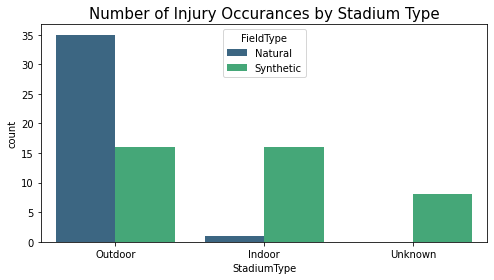 Number of Injury Occurances by Stadium Type
FieldType
Natural
Synthetic
35
30
25
20
15
10
5
0
count
Outdoor
Indoor
Unknown
StadiumType